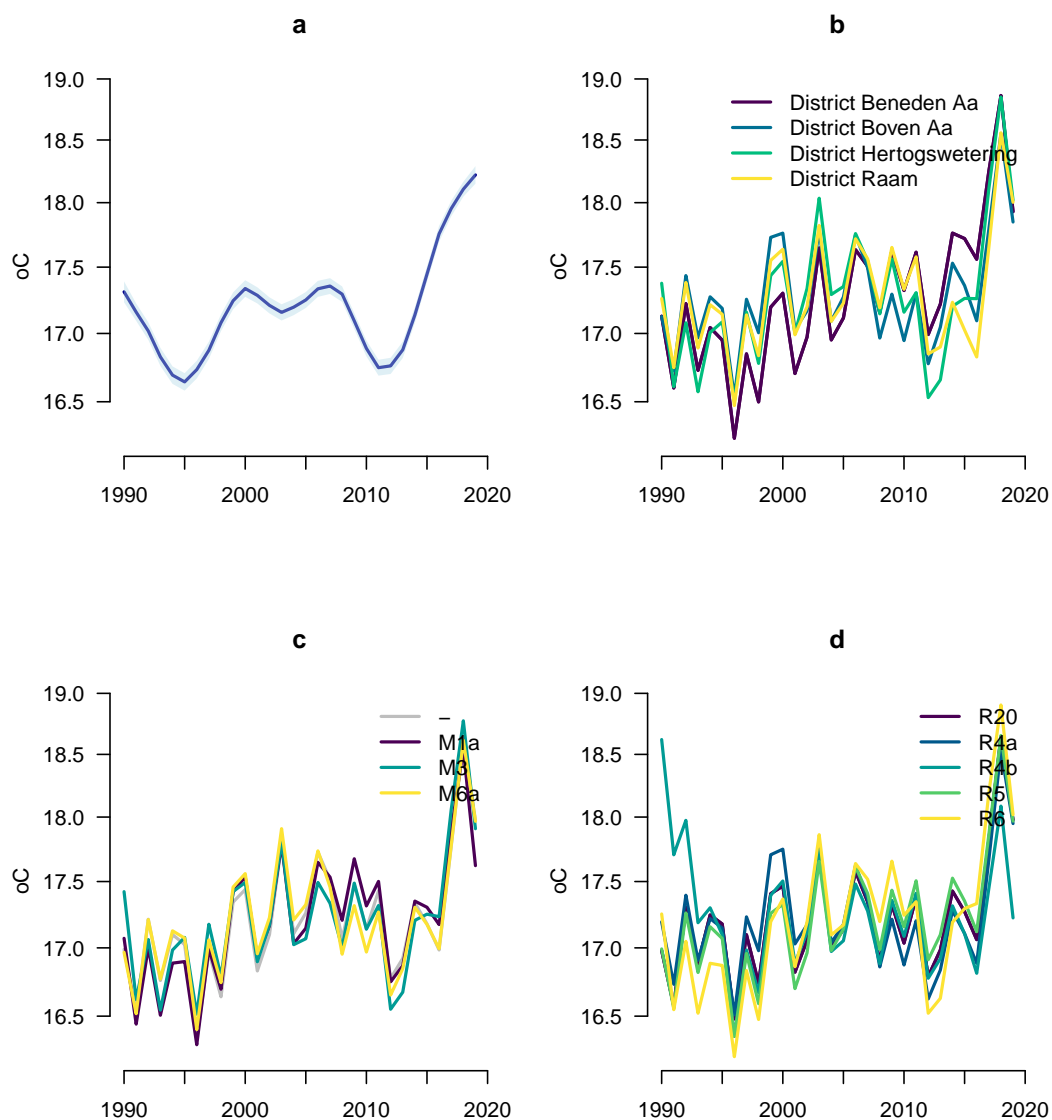 a
oC
19.0
18.5
18.0
17.5
17.0
16.5
1990
2000
2010
2020
b
oC
19.0
18.5
18.0
17.5
17.0
16.5
District Beneden Aa
District Boven Aa
District Hertogswetering
District Raam
1990
2000
2010
2020
c
oC
19.0
18.5
18.0
17.5
17.0
16.5
–
M1a
M3
M6a
1990
2000
2010
2020
d
oC
19.0
18.5
18.0
17.5
17.0
16.5
R20
R4a
R4b
R5
R6
1990
2000
2010
2020